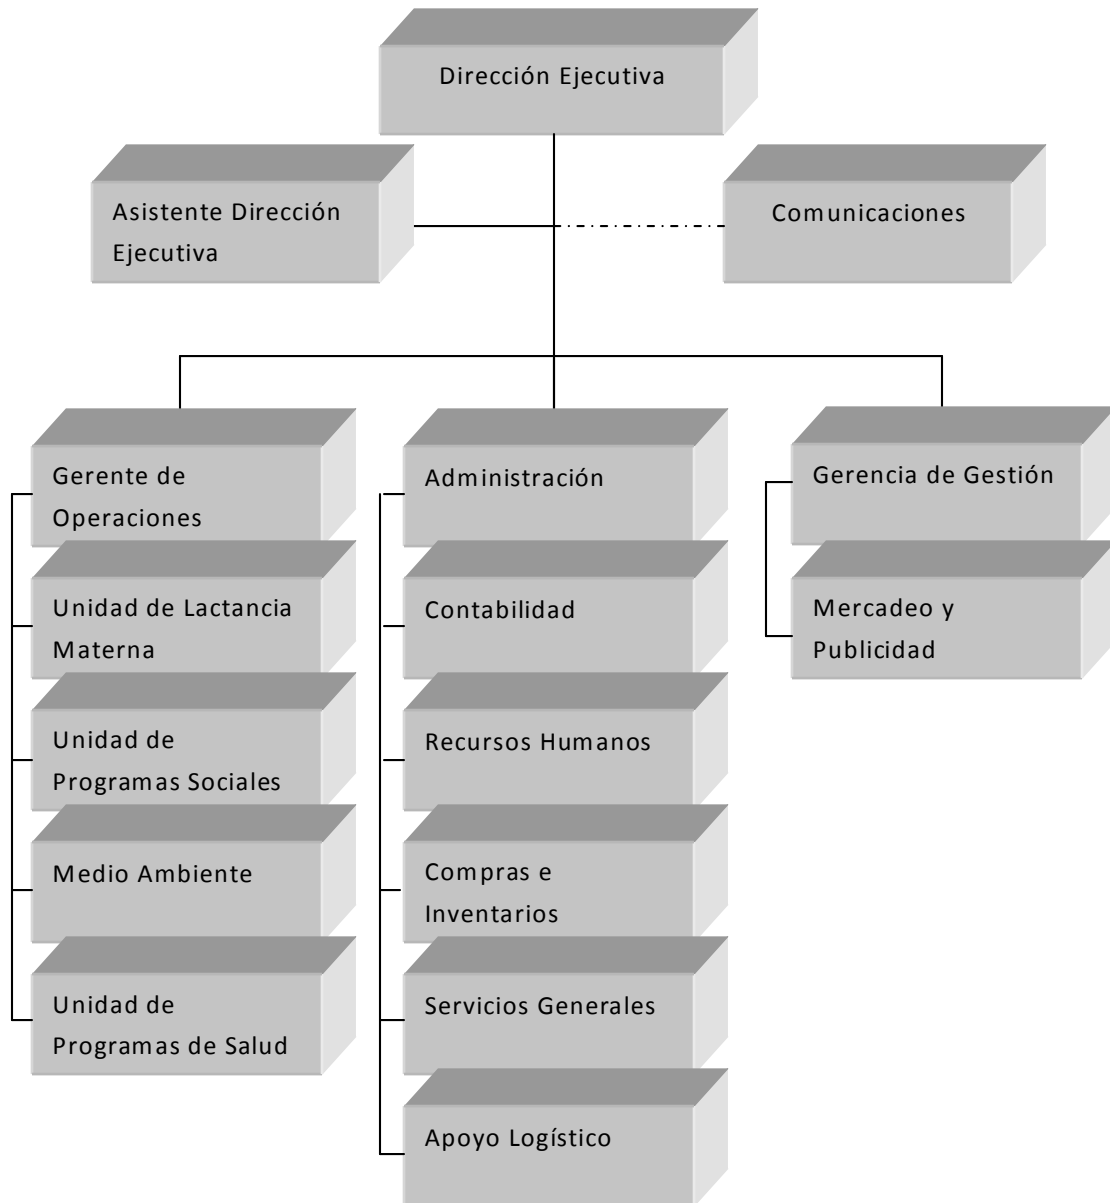 Dirección Ejecutiva
Asistente Dirección
Ejecutiva
Comunicaciones
Gerente de
Operaciones
Unidad de Lactancia
Materna
Unidad de
Programas Sociales
Medio Ambiente
Unidad de
Programas de Salud
Administración
Contabilidad
Recursos Humanos
Compras e
Inventarios
Servicios Generales
Apoyo Logístico
Gerencia de Gestión
Mercadeo y
Publicidad